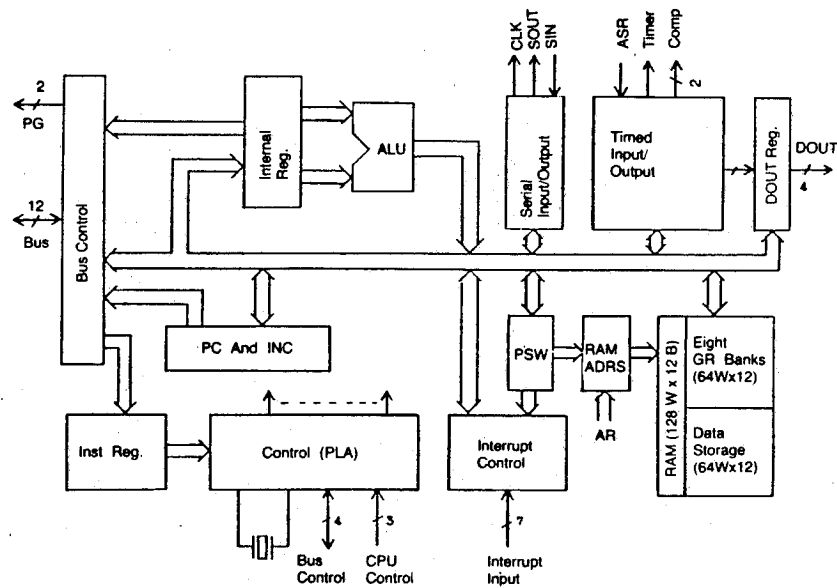 CLK
SOUT
SIN
ASR
Timer
Comp
2
2
PG
12
Bus
Bus Control
Internal
Reg.
ALU
Serial
Input/Output
Timed
Input/
Output
DOUT Reg.
DOUT
4
PC And INC
PSW
RAM
ADRS
AR
RAM (128 W x 12 B)
Eight
GR Banks
(64Wx12)
Data
Storage
(64Wx12)
Inst Reg.
Control (PLA)
Interrupt
Control
4
3
7
Bus
Control
CPU
Control
Interrupt
Input